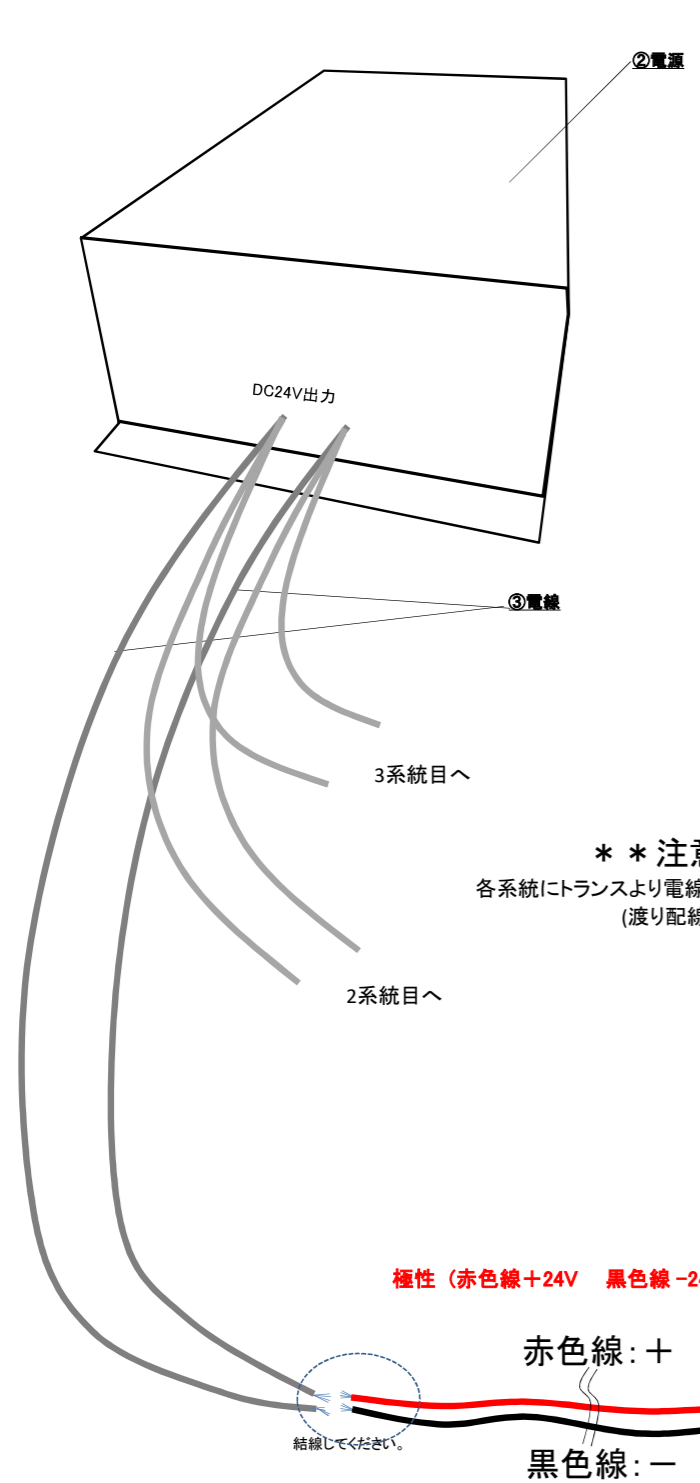 ②電源
DC24V出力
③電線
3系統目へ
＊＊注意
各系統にトランスより電線
(渡り配線
2系統目へ
極性（赤色線＋24V　黒色線 −2
赤色線：＋
結線してください。
黒色線：−